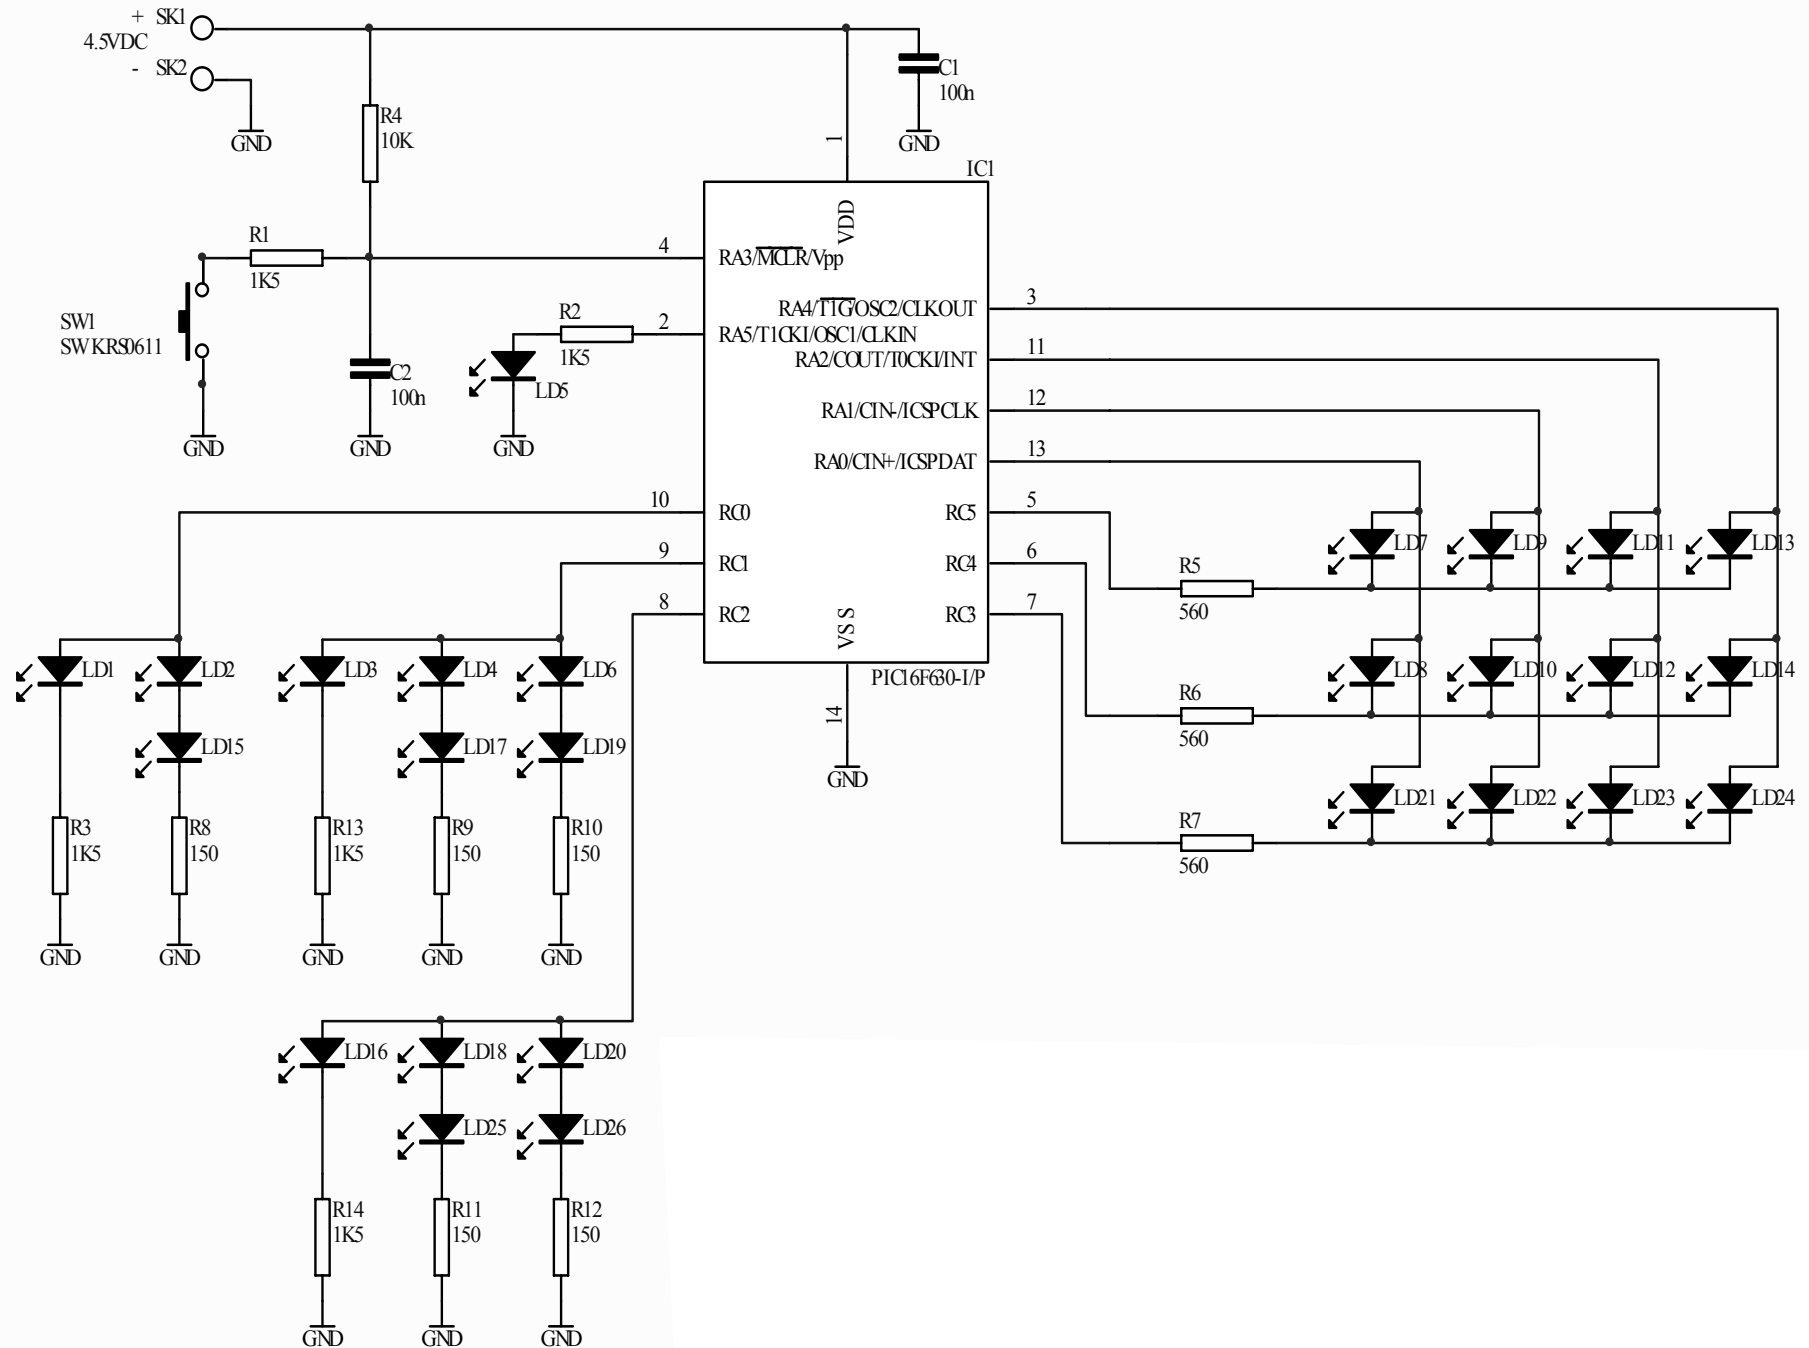 + SK1
4.5VDC
- SK2
GND
R4
10K
C1
100n
GND
1
IC1
VDD
R1
1K5
4
RA3/MCLR/Vpp
SW1
SWKRS0611
GND
C2
100n
GND
R2
1K5
2
RA5/T1CKI/OSC1/CLKIN
LD5
GND
RA4/T1G/OSC2/CLKOUT
3
RA2/COUT/T0CKI/INT
11
RA1/CIN-/ICSPCLK
12
RA0/CIN+/ICSPDAT
13
10
RC0
RC5
5
9
RC1
RC4
6
8
RC2
RC3
7
VSS
PIC16F630-I/P
14
GND
LD7
LD9
LD11
LD13
R5
560
LD8
LD10
LD12
LD14
R6
560
LD21
LD22
LD23
LD24
R7
560
LD1
LD2
LD3
LD4
LD6
LD15
LD17
LD19
R3
1K5
R8
150
R13
1K5
R9
150
R10
150
GND
GND
GND
GND
GND
LD16
LD18
LD20
LD25
LD26
R14
1K5
R11
150
R12
150
GND
GND
GND